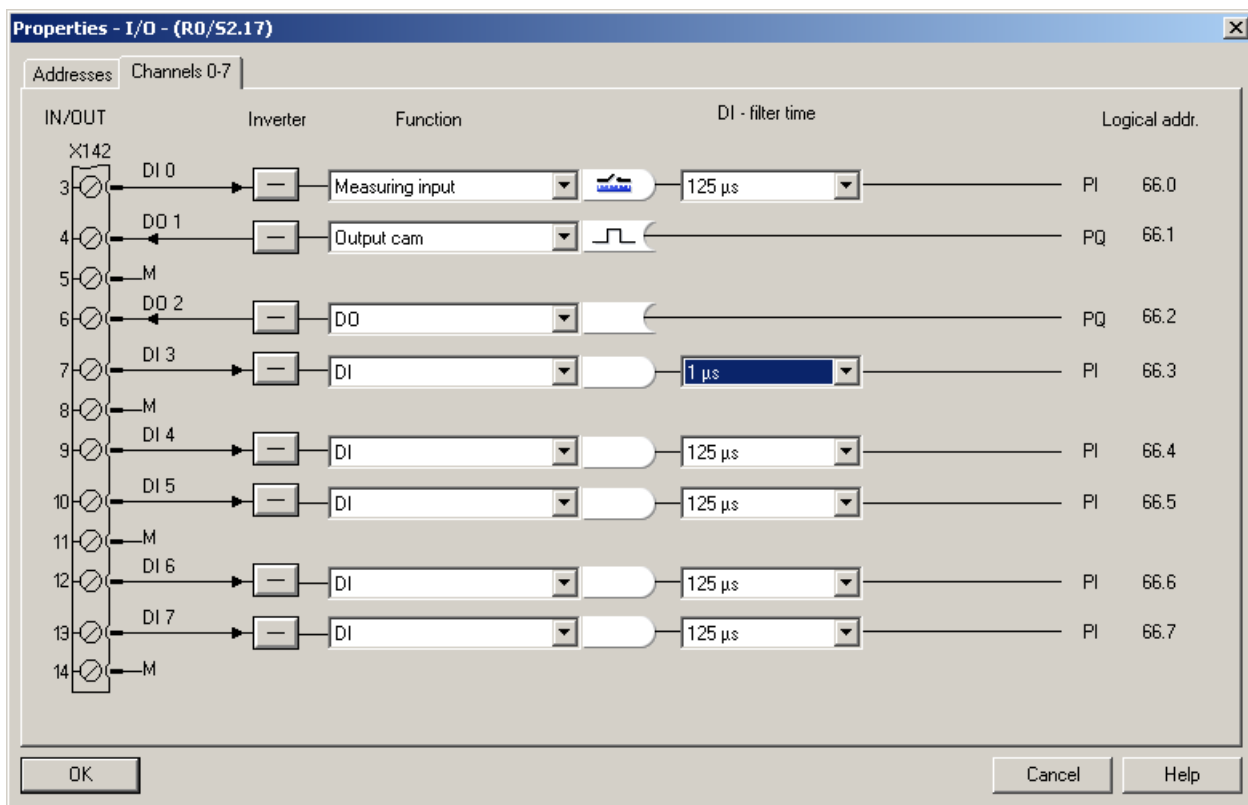 Properties - I/O - (R0/S2.17)
Addresses Channels 0-7
IN/OUT Inverter Function DI - filter time Logical addr.
X142
3 DI 0 Measuring input 125 µs PI 66.0
4 DO 1 Output cam PQ 66.1
5 M
6 DO 2 DO PQ 66.2
7 DI 3 DI 1 µs PI 66.3
8 M
9 DI 4 DI 125 µs PI 66.4
10 DI 5 DI 125 µs PI 66.5
11 M
12 DI 6 DI 125 µs PI 66.6
13 DI 7 DI 125 µs PI 66.7
14 M
OK Cancel Help